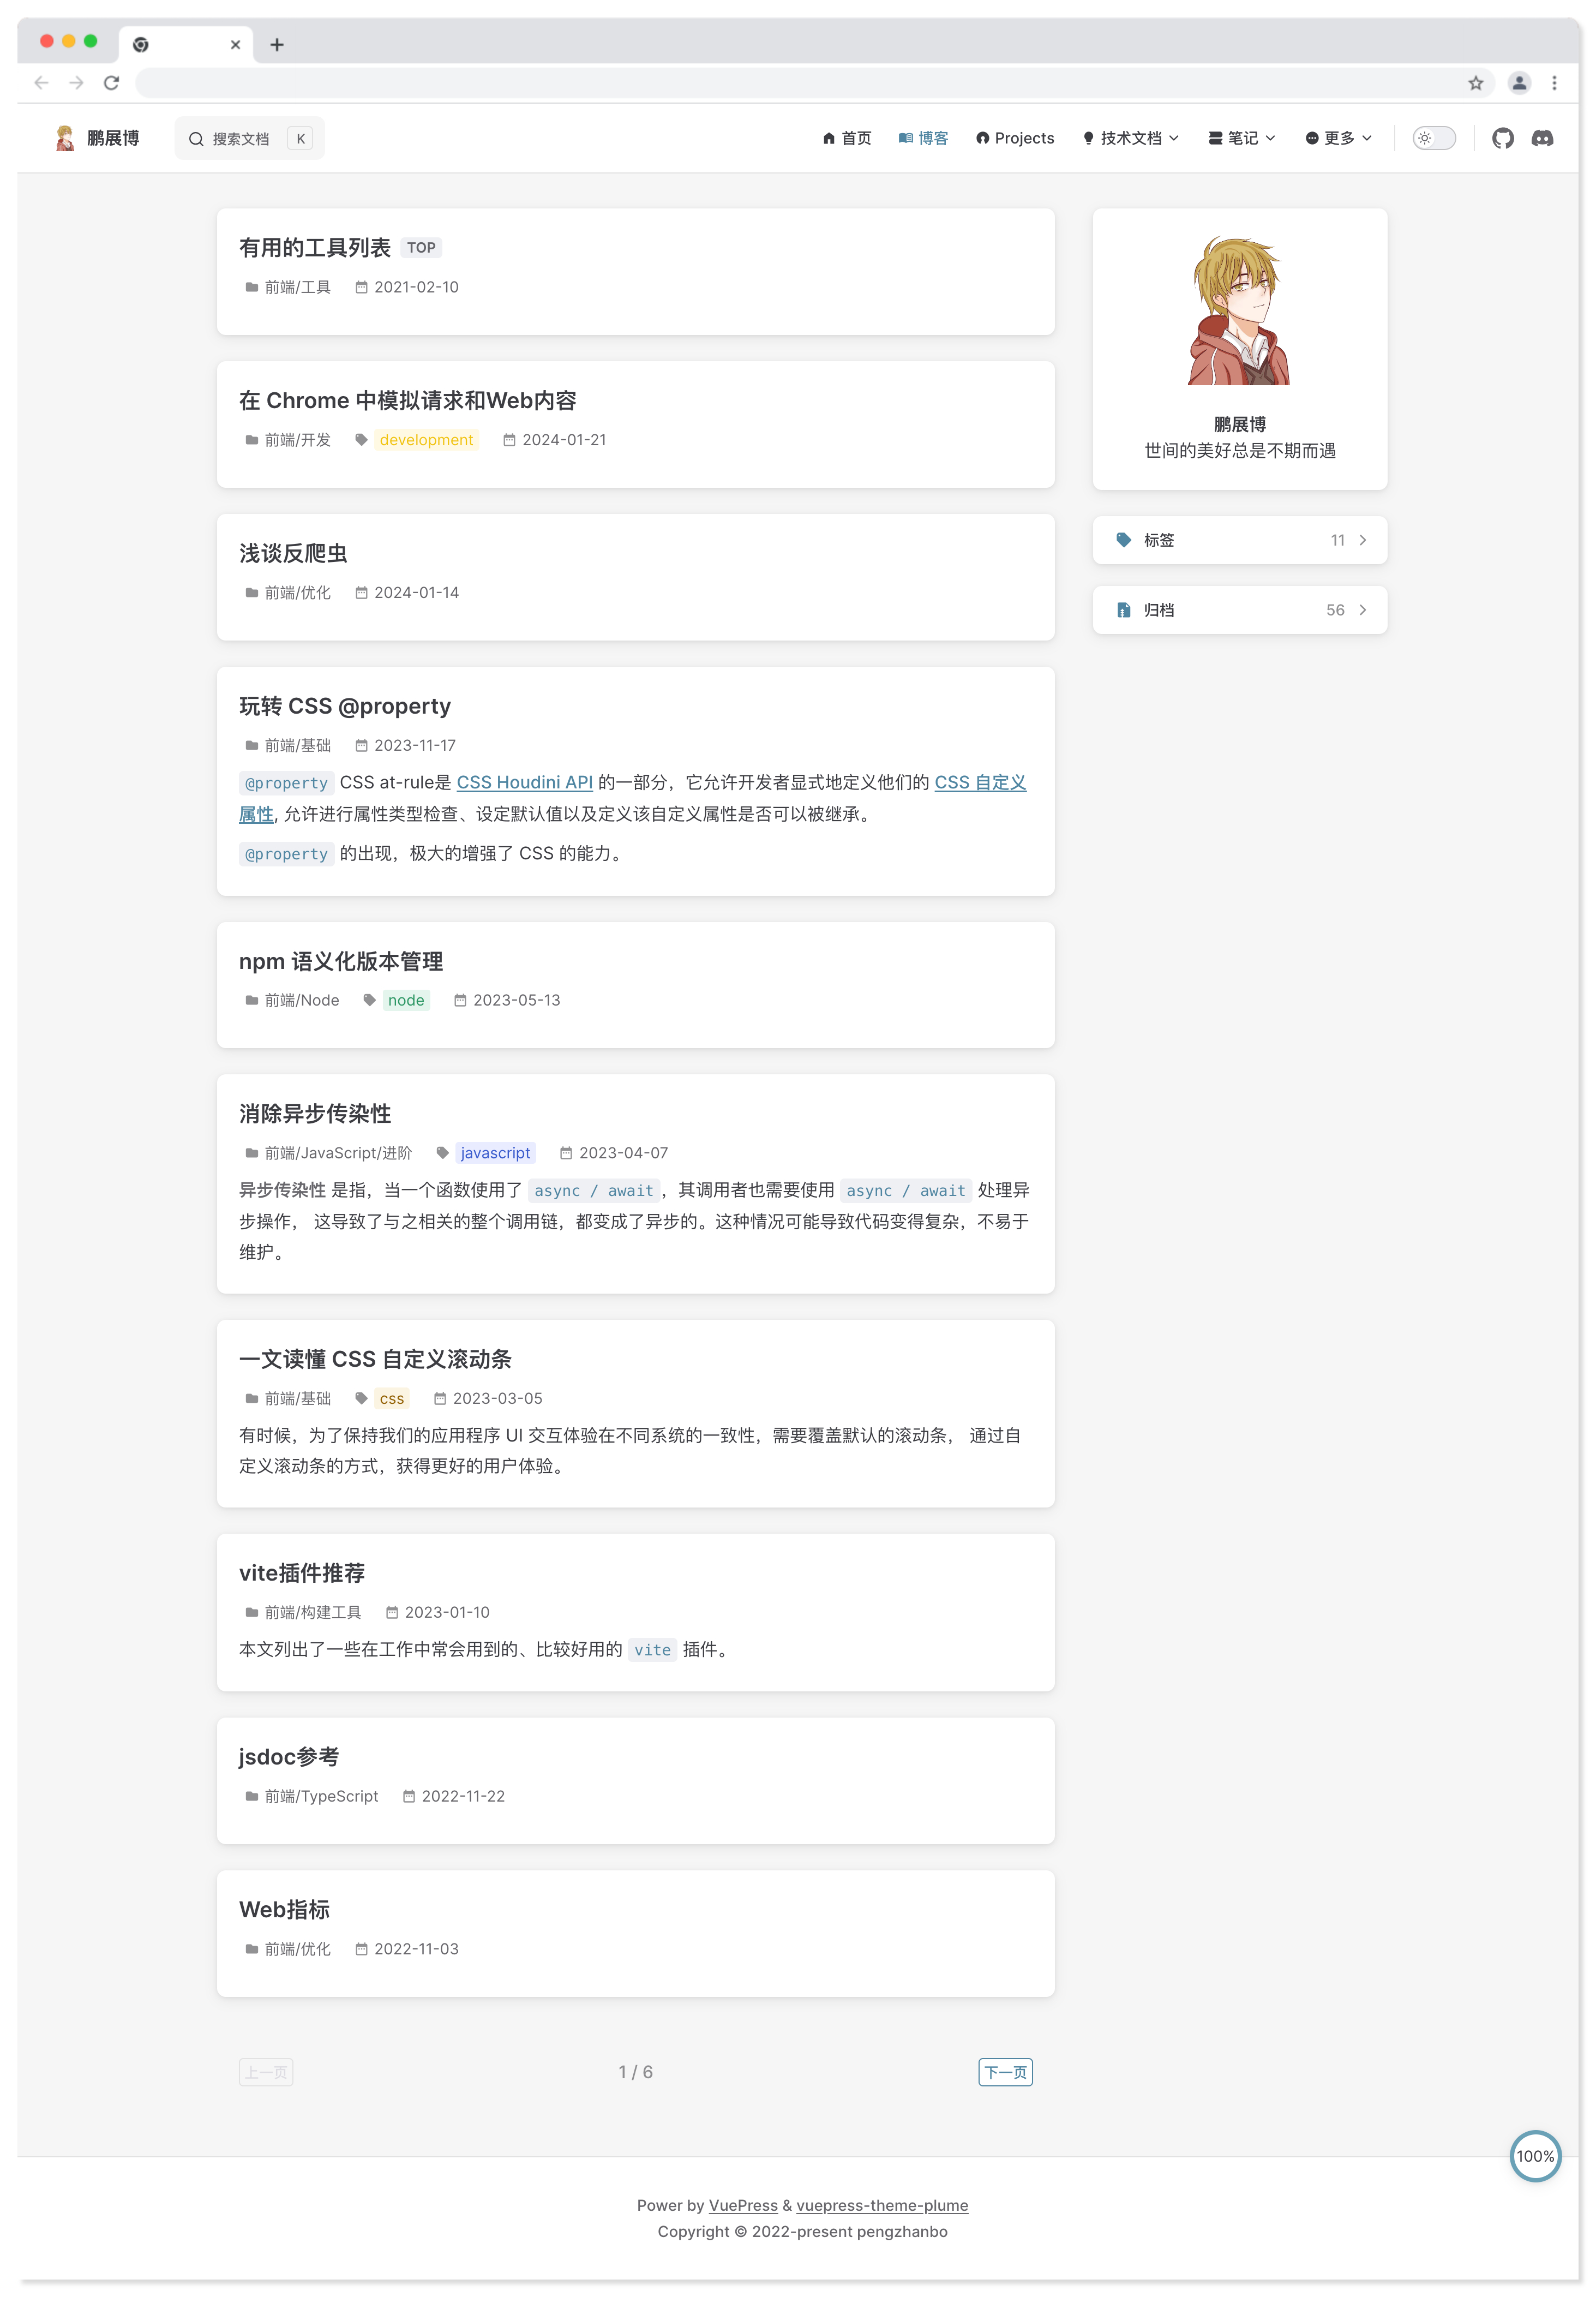 鹏展博
搜索文档 K
首页 博客 Projects 技术文档 笔记 更多
有用的工具列表 TOP
前端/工具 2021-02-10
在 Chrome 中模拟请求和Web内容
前端/开发 development 2024-01-21
浅谈反爬虫
前端/优化 2024-01-14
玩转 CSS @property
前端/基础 2023-11-17
@property CSS at-rule是 CSS Houdini API 的一部分，它允许开发者显式地定义他们的 CSS 自定义
属性, 允许进行属性类型检查、设定默认值以及定义该自定义属性是否可以被继承。
@property 的出现，极大的增强了 CSS 的能力。
npm 语义化版本管理
前端/Node node 2023-05-13
消除异步传染性
前端/JavaScript/进阶 javascript 2023-04-07
异步传染性 是指，当一个函数使用了 async / await，其调用者也需要使用 async / await 处理异
步操作， 这导致了与之相关的整个调用链，都变成了异步的。这种情况可能导致代码变得复杂，不易于
维护。
一文读懂 CSS 自定义滚动条
前端/基础 css 2023-03-05
有时候，为了保持我们的应用程序 UI 交互体验在不同系统的一致性，需要覆盖默认的滚动条， 通过自
定义滚动条的方式，获得更好的用户体验。
vite插件推荐
前端/构建工具 2023-01-10
本文列出了一些在工作中常会用到的、比较好用的 vite 插件。
jsdoc参考
前端/TypeScript 2022-11-22
Web指标
前端/优化 2022-11-03
上一页 1 / 6 下一页
鹏展博
世间的美好总是不期而遇
标签 11
归档 56
100%
Power by VuePress & vuepress-theme-plume
Copyright © 2022-present pengzhanbo